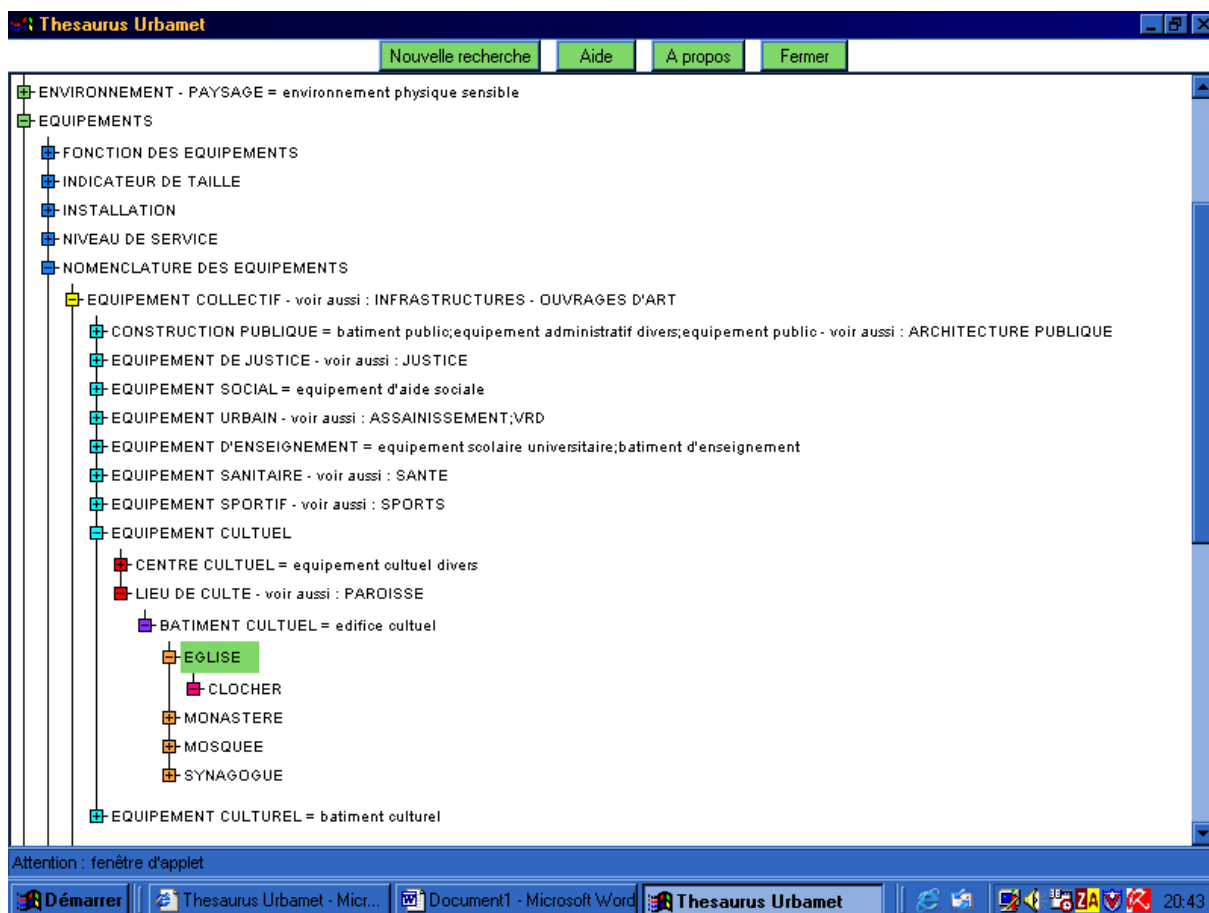 Thesaurus Urbamet
Nouvelle recherche Aide A propos Fermer
ENVIRONNEMENT - PAYSAGE = environnement physique sensible
EQUIPEMENTS
FONCTION DES EQUIPEMENTS
INDICATEUR DE TAILLE
INSTALLATION
NIVEAU DE SERVICE
NOMENCLATURE DES EQUIPEMENTS
EQUIPEMENT COLLECTIF - voir aussi : INFRASTRUCTURES - OUVRAGES D'ART
CONSTRUCTION PUBLIQUE = batiment public;equipement administratif divers;equipement public - voir aussi : ARCHITECTURE PUBLIQUE
EQUIPEMENT DE JUSTICE - voir aussi : JUSTICE
EQUIPEMENT SOCIAL = equipement d'aide sociale
EQUIPEMENT URBAIN - voir aussi : ASSAINISSEMENT;VRD
EQUIPEMENT D'ENSEIGNEMENT = equipement scolaire universitaire;batiment d'enseignement
EQUIPEMENT SANITAIRE - voir aussi : SANTE
EQUIPEMENT SPORTIF - voir aussi : SPORTS
EQUIPEMENT CULTUEL
CENTRE CULTUEL = equipement cultuel divers
LIEU DE CULTE - voir aussi : PAROISSE
BATIMENT CULTUEL = edifice cultuel
EGLISE
CLOCHER
MONASTERE
MOSQUEE
SYNAGOGUE
EQUIPEMENT CULTUREL = batiment culturel
Attention : fenêtre d'applet
Démarrer Thesaurus Urbamet - Micr... Document1 - Microsoft Word Thesaurus Urbamet ZA 20:43